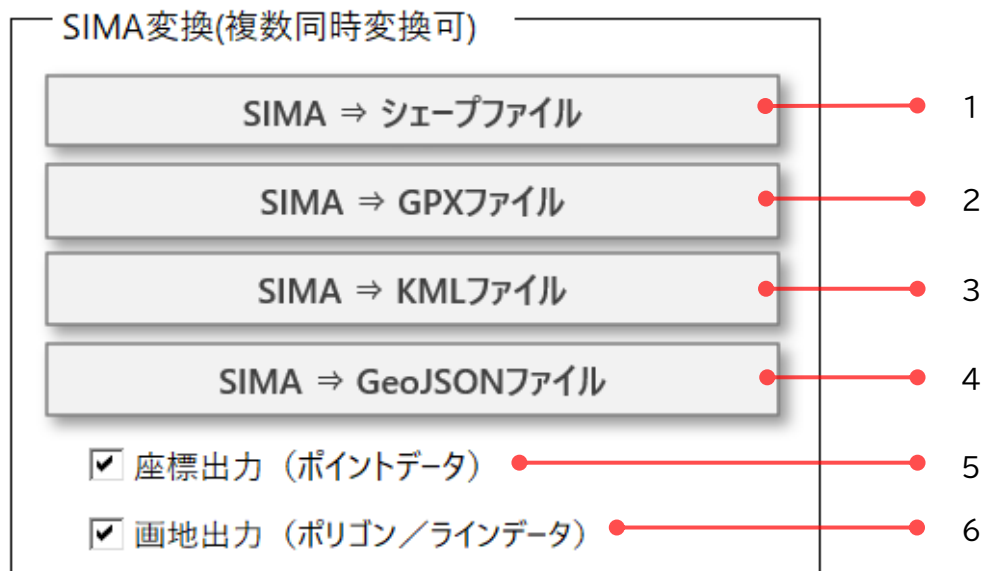 SIMA変換(複数同時変換可)
SIMA ⇒ シェープファイル 1
SIMA ⇒ GPXファイル 2
SIMA ⇒ KMLファイル 3
SIMA ⇒ GeoJSONファイル 4
座標出力（ポイントデータ） 5
画地出力（ポリゴン／ラインデータ） 6